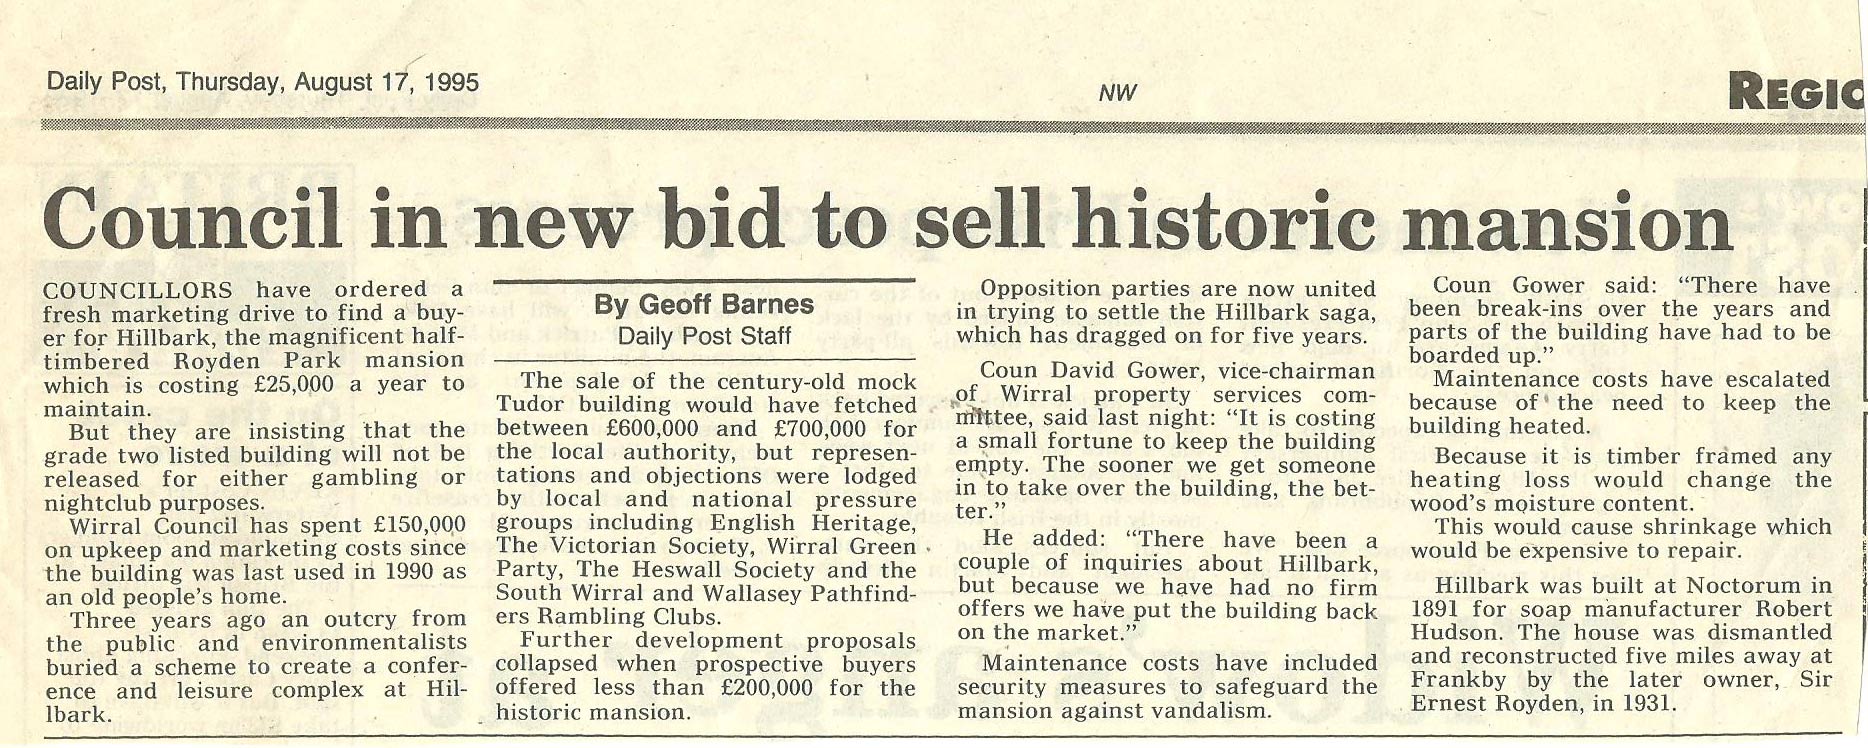 Daily Post, Thursday, August 17, 1995
NW
REGIO
Council in new bid to sell historic mansion
COUNCILLORS have ordered a
fresh marketing drive to find a buy-
er for Hillbark, the magnificent half-
timbered Royden Park mansion
which is costing £25,000 a year to
maintain.
But they are insisting that the
grade two listed building will not be
released for either gambling or
nightclub purposes.
Wirral Council has spent £150,000
on upkeep and marketing costs since
the building was last used in 1990 as
an old people's home.
Three years ago an outcry from
the public and environmentalists
buried a scheme to create a confer-
ence and leisure complex at Hil-
lbark.
By Geoff Barnes
Daily Post Staff
The sale of the century-old mock
Tudor building would have fetched
between £600,000 and £700,000 for
the local authority, but represen-
tations and objections were lodged
by local and national pressure
groups including English Heritage,
The Victorian Society, Wirral Green
Party, The Heswall Society and the
South Wirral and Wallasey Pathfind-
ers Rambling Clubs.
Further development proposals
collapsed when prospective buyers
offered less than £200,000 for the
historic mansion.
Opposition parties are now united
in trying to settle the Hillbark saga,
which has dragged on for five years.
Coun David Gower, vice-chairman
of Wirral property services com-
mittee, said last night: "It is costing
a small fortune to keep the building
empty. The sooner we get someone
in to take over the building, the bet-
ter."
He added: "There have been a
couple of inquiries about Hillbark,
but because we have had no firm
offers we have put the building back
on the market."
Maintenance costs have included
security measures to safeguard the
mansion against vandalism.
Coun Gower said: "There have
been break-ins over the years and
parts of the building have had to be
boarded up."
Maintenance costs have escalated
because of the need to keep the
building heated.
Because it is timber framed any
heating loss would change the
wood's moisture content.
This would cause shrinkage which
would be expensive to repair.
Hillbark was built at Noctorum in
1891 for soap manufacturer Robert
Hudson. The house was dismantled
and reconstructed five miles away at
Frankby by the later owner, Sir
Ernest Royden, in 1931.